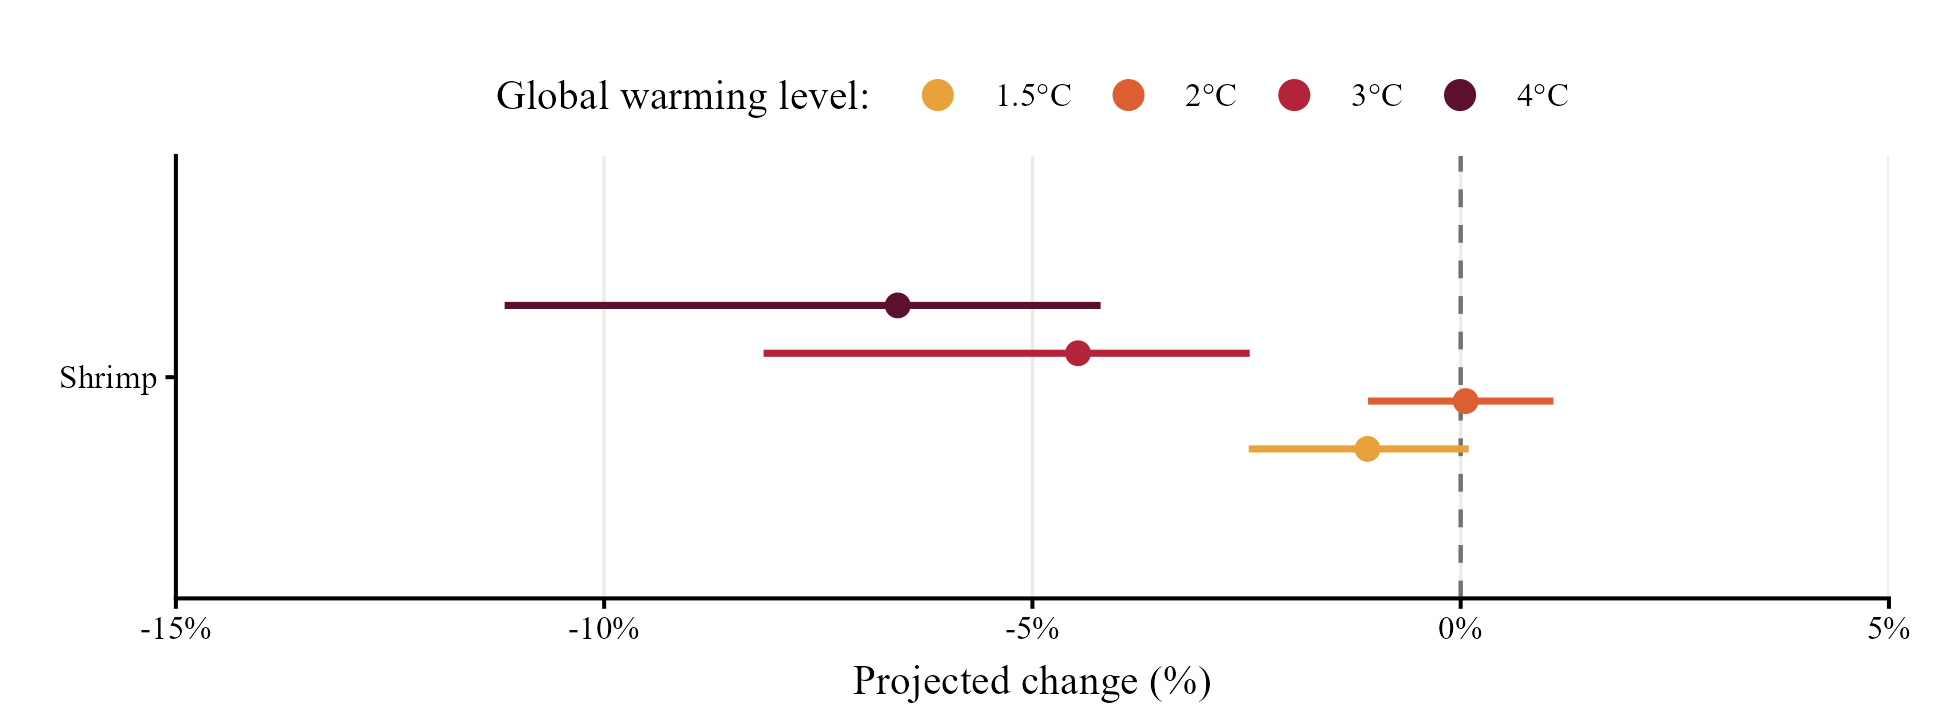 Global warming level: 1.5°C 2°C 3°C 4°C
Shrimp
-15% -10% -5% 0% 5%
Projected change (%)